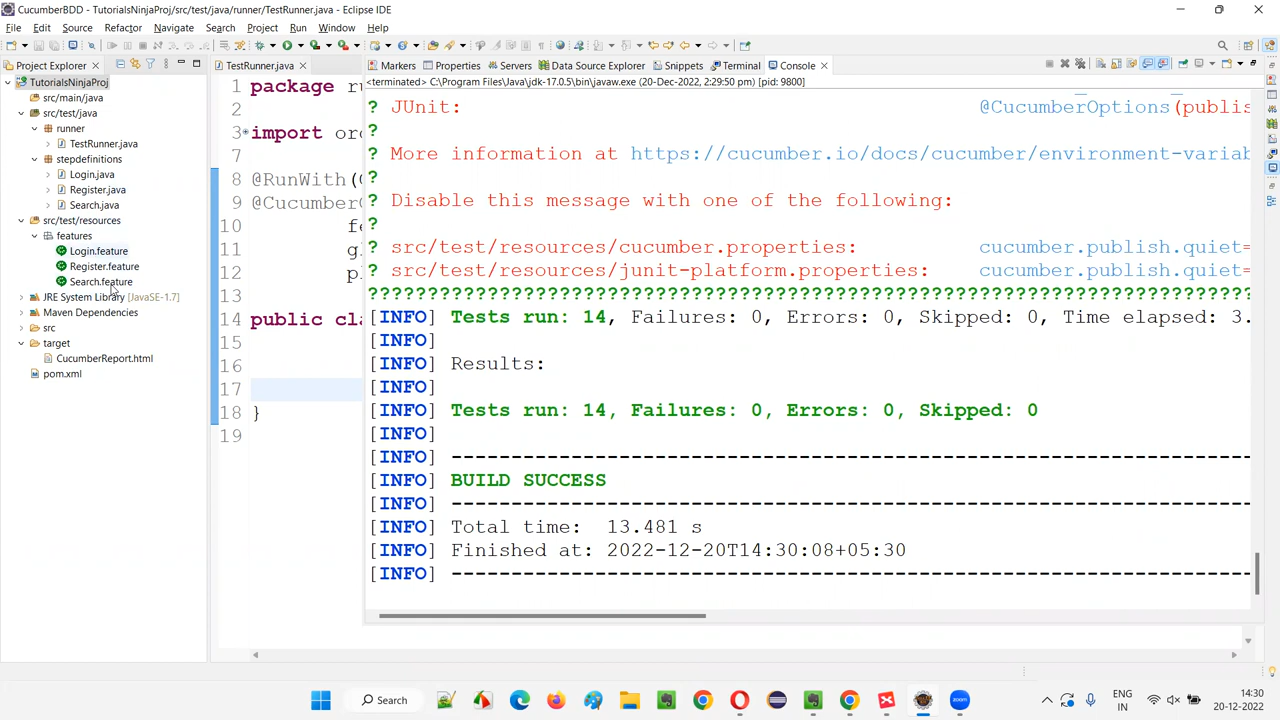 CucumberBDD - TutorialsNinjaProj/src/test/java/runner/TestRunner.java - Eclipse IDE
File Edit Source Refactor Navigate Search Project Run Window Help
Project Explorer
TutorialsNinjaProj
src/main/java
src/test/java
runner
TestRunner.java
stepdefinitions
Login.java
Register.java
Search.java
src/test/resources
features
Login.feature
Register.feature
Search.feature
JRE System Library [JavaSE-1.7]
Maven Dependencies
src
target
CucumberReport.html
pom.xml
TestRunner.java
1 package ru
2
3 import org
7
8 @RunWith(C
9 @CucumberO
10 fe
11 gl
12 pl
13
14 public cla
15
16
17
18 }
19
Markers Properties Servers Data Source Explorer Snippets Terminal Console
<terminated> C:\Program Files\Java\jdk-17.0.5\bin\javaw.exe (20-Dec-2022, 2:29:50 pm) [pid: 9800]
? JUnit: @CucumberOptions(publis
?
? More information at https://cucumber.io/docs/cucumber/environment-variab
?
? Disable this message with one of the following:
?
? src/test/resources/cucumber.properties: cucumber.publish.quiet=
? src/test/resources/junit-platform.properties: cucumber.publish.quiet=
?????????????????????????????????????????????????????????????????????????
[INFO] Tests run: 14, Failures: 0, Errors: 0, Skipped: 0, Time elapsed: 3.
[INFO]
[INFO] Results:
[INFO]
[INFO] Tests run: 14, Failures: 0, Errors: 0, Skipped: 0
[INFO]
[INFO] ------------------------------------------------------------------
[INFO] BUILD SUCCESS
[INFO] ------------------------------------------------------------------
[INFO] Total time: 13.481 s
[INFO] Finished at: 2022-12-20T14:30:08+05:30
[INFO] ------------------------------------------------------------------
Search
ENG
IN
14:30
20-12-2022